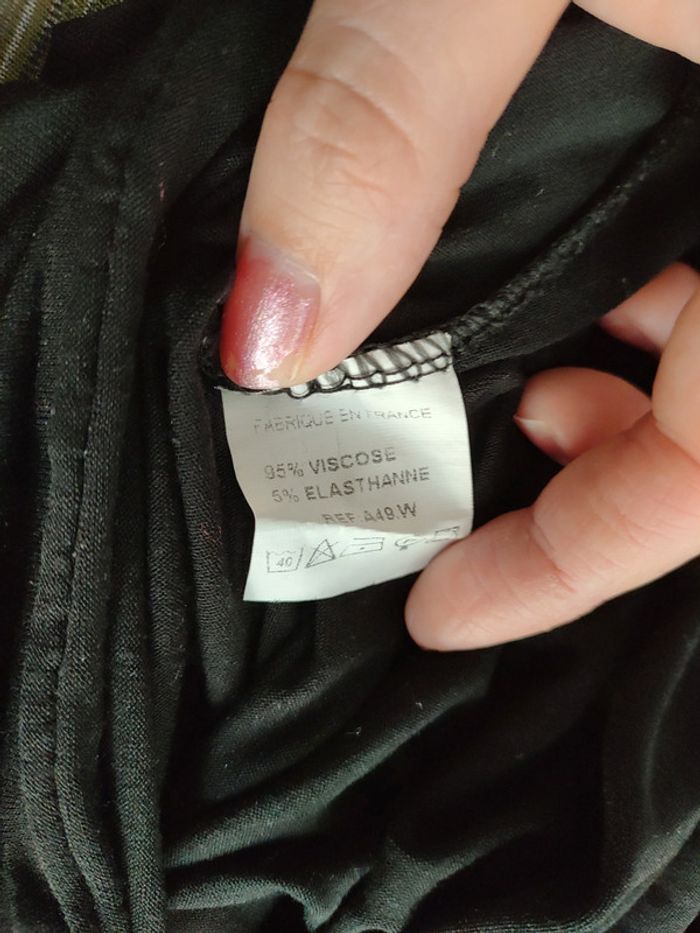 FABRIQUE EN FRANCE
95% VISCOSE
5% ELASTHANNE
REF A49.W
40